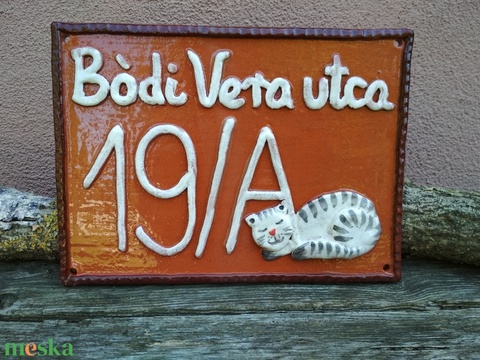 Bòdi Vera utca
19/A
meska